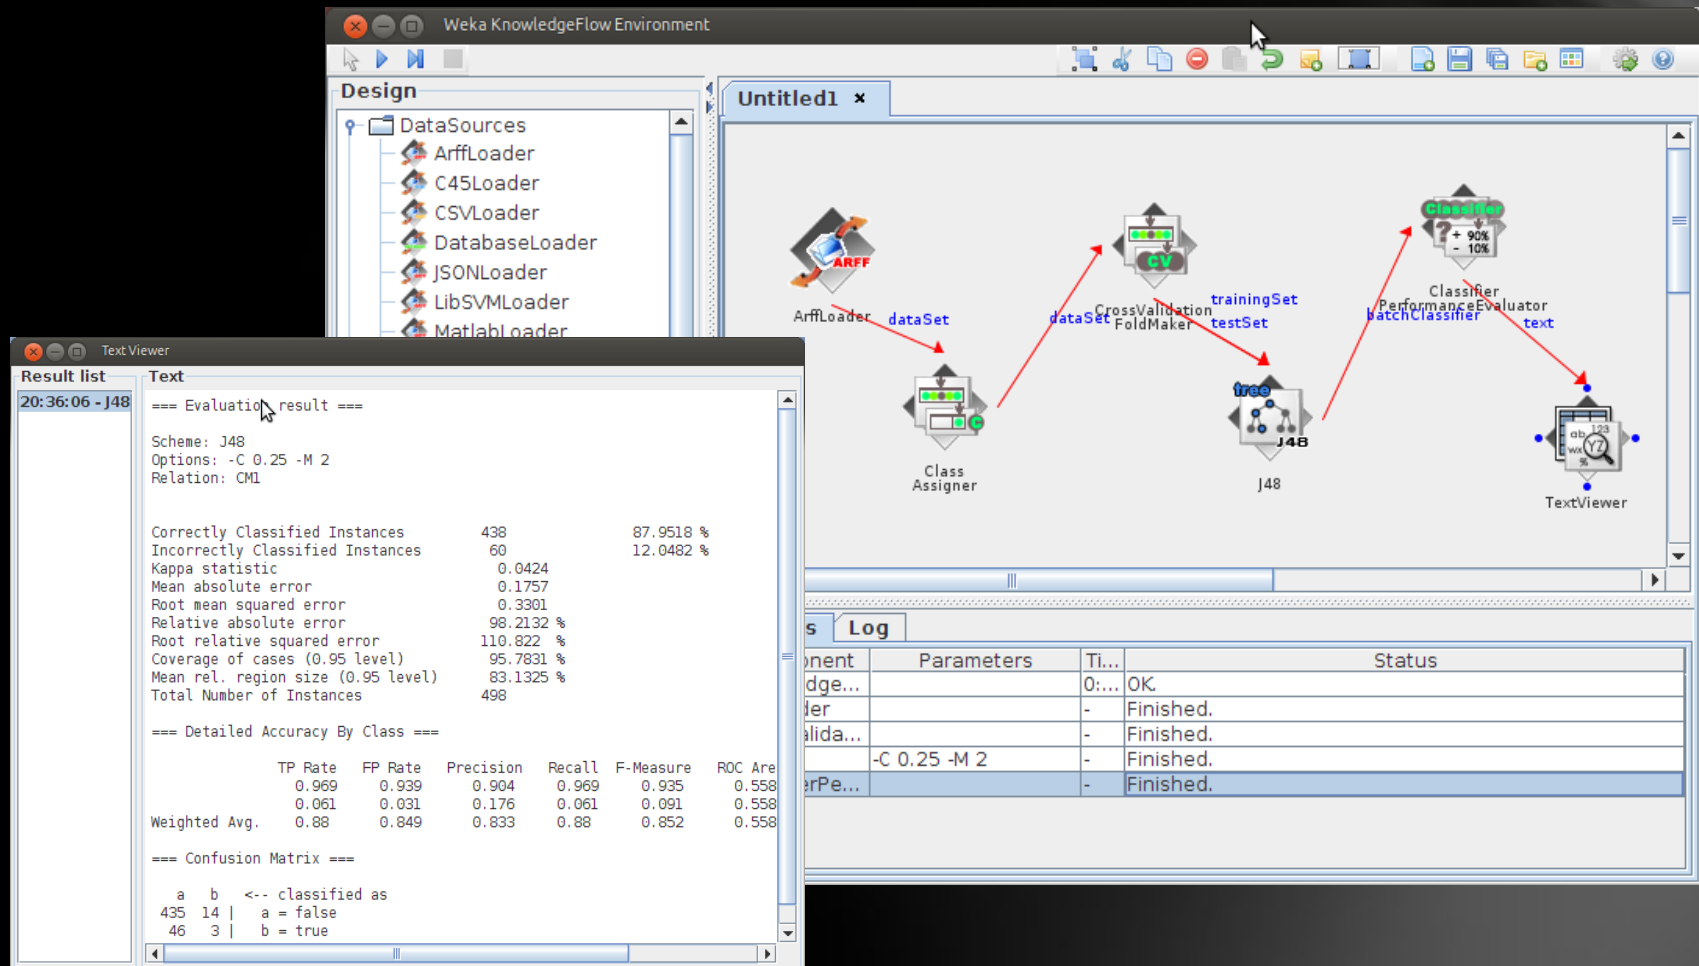 Weka KnowledgeFlow Environment
Design
DataSources
ArffLoader
C45Loader
CSVLoader
DatabaseLoader
JSONLoader
LibSVMLoader
MatlabLoader
Untitled1
ARFF
ArffLoader
dataSet
Class
Assigner
C
dataSet
CV
CrossValidation
FoldMaker
trainingSet
testSet
tree
J48
J48
batchClassifier
Classifier
? + 90%
- 10%
Classifier
PerformanceEvaluator
text
ab 123
wx YZ
%
TextViewer
s
Log
onent Parameters Ti... Status
dge... 0:... OK.
der - Finished.
alida... - Finished.
-C 0.25 -M 2 - Finished.
erPe... - Finished.
Text Viewer
Result list
20:36:06 - J48
Text
=== Evaluation result ===
Scheme: J48
Options: -C 0.25 -M 2
Relation: CM1
Correctly Classified Instances 438 87.9518 %
Incorrectly Classified Instances 60 12.0482 %
Kappa statistic 0.0424
Mean absolute error 0.1757
Root mean squared error 0.3301
Relative absolute error 98.2132 %
Root relative squared error 110.822 %
Coverage of cases (0.95 level) 95.7831 %
Mean rel. region size (0.95 level) 83.1325 %
Total Number of Instances 498
=== Detailed Accuracy By Class ===
TP Rate FP Rate Precision Recall F-Measure ROC Are
0.969 0.939 0.904 0.969 0.935 0.558
0.061 0.031 0.176 0.061 0.091 0.558
Weighted Avg. 0.88 0.849 0.833 0.88 0.852 0.558
=== Confusion Matrix ===
a b <-- classified as
435 14 | a = false
46 3 | b = true